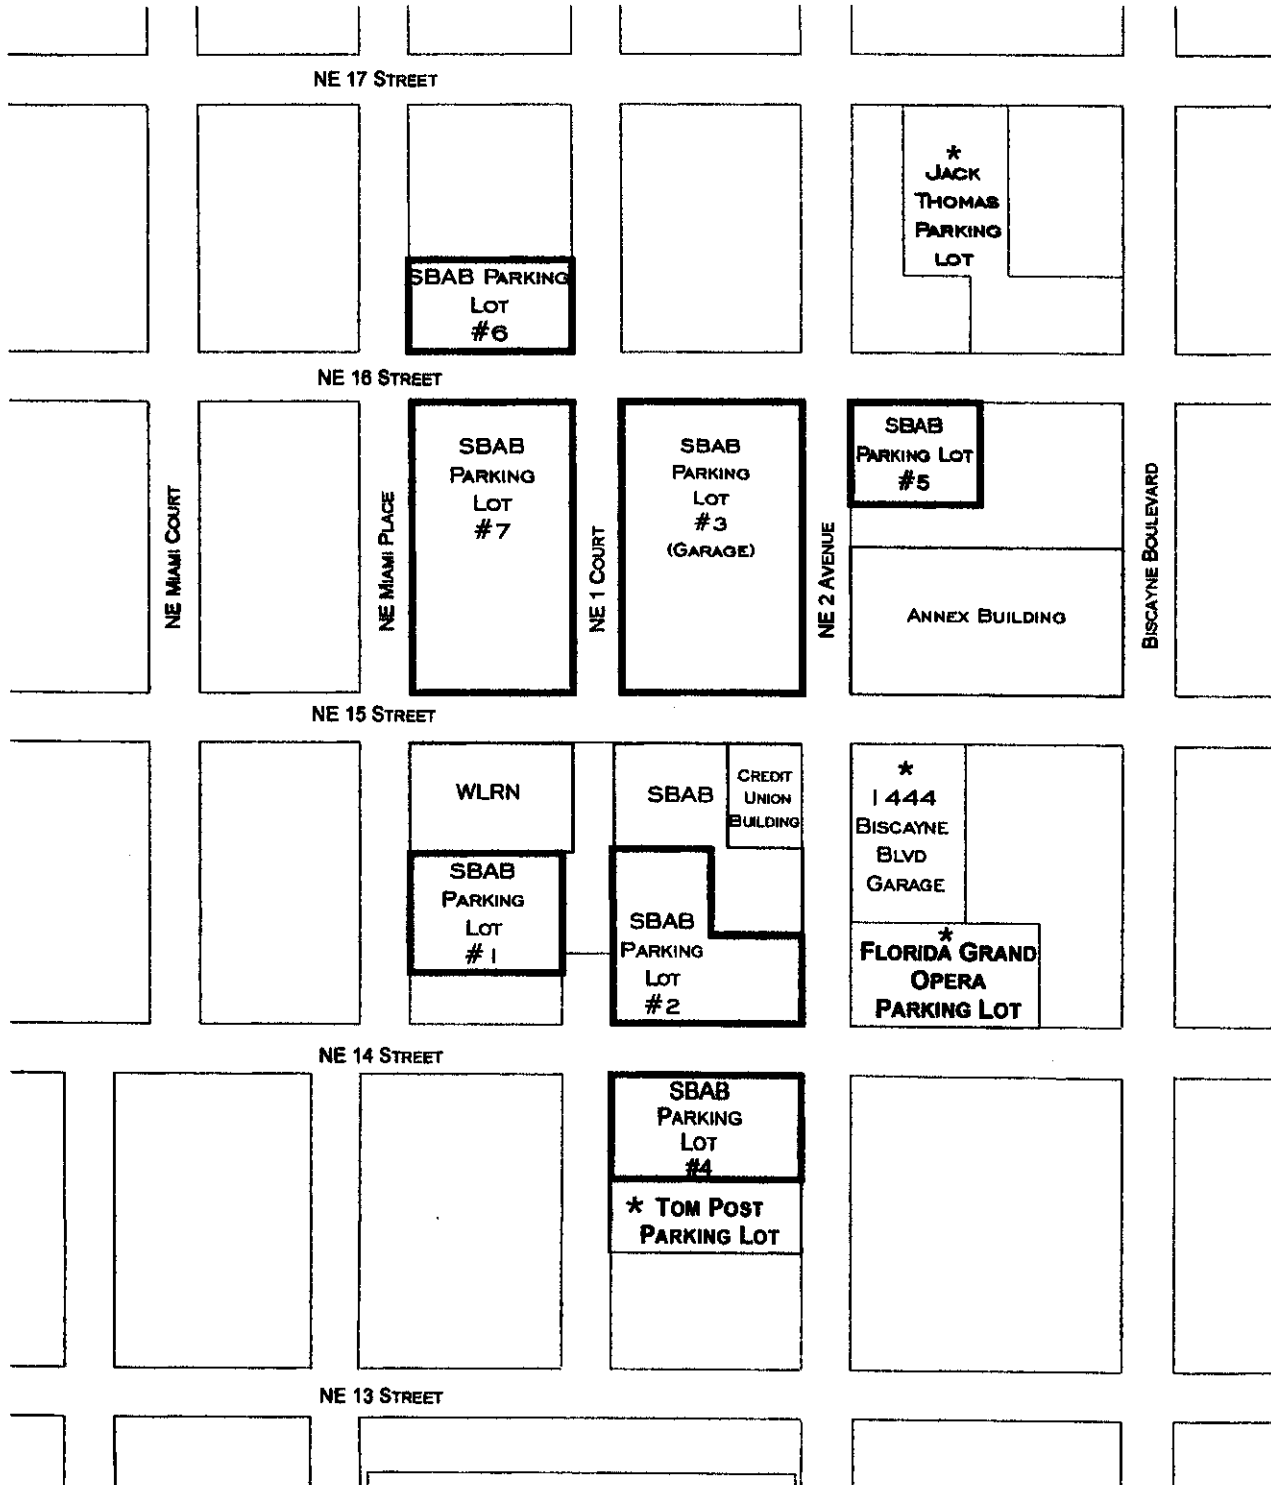 NE 17 STREET
*
JACK
THOMAS
PARKING
LOT
SBAB PARKING
LOT
#6
NE 16 STREET
SBAB
PARKING
LOT
#7
SBAB
PARKING
LOT
#3
(GARAGE)
SBAB
PARKING LOT
#5
NE MIAMI COURT
NE MIAMI PLACE
NE 1 COURT
NE 2 AVENUE
BISCAYNE BOULEVARD
ANNEX BUILDING
NE 15 STREET
WLRN
SBAB
CREDIT
UNION
BUILDING
*
1444
BISCAYNE
BLVD
GARAGE
SBAB
PARKING
LOT
#1
SBAB
PARKING
LOT
#2
*
FLORIDA GRAND
OPERA
PARKING LOT
NE 14 STREET
SBAB
PARKING
LOT
#4
* TOM POST
PARKING LOT
NE 13 STREET